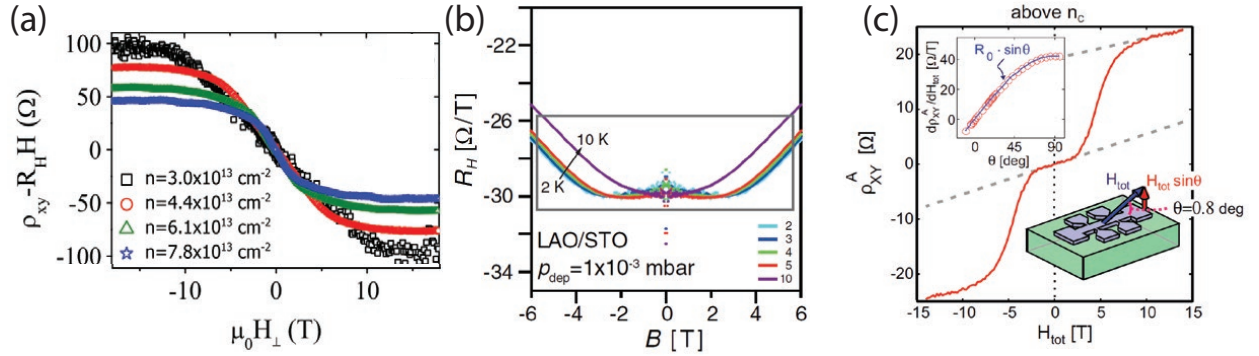 (a)
ρxy-RHH (Ω)
100
50
0
-50
-100
n=3.0x10¹³ cm⁻²
n=4.4x10¹³ cm⁻²
n=6.1x10¹³ cm⁻²
n=7.8x10¹³ cm⁻²
-10 0 10
μ₀H⊥ (T)
(b)
RH [Ω/T]
-26
-29
-30
-33
-35
10 K
2 K
LAO/STO
pdep=1x10⁻³ mbar
2
3
4
5
10
-6 -4 -2 0 2 4 6
B [T]
(c)
above nc
ρᴬXY [Ω]
20
10
0
-10
-20
dρᴬXY/dHtot [Ω/T]
40
20
0
R₀ · sinθ
0 45 90
θ [deg]
Htot
Htot sinθ
θ=0.8 deg
-15 -10 -5 0 5 10 15
Htot [T]